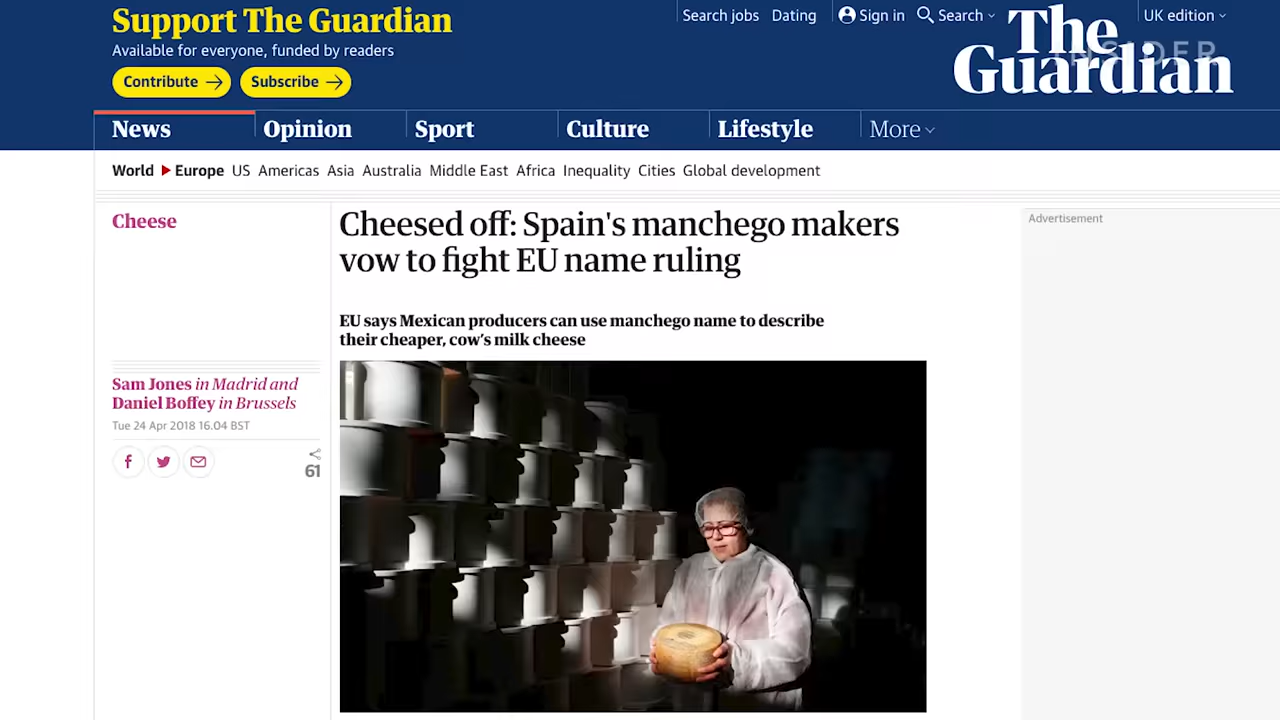 Support The Guardian
Available for everyone, funded by readers
Contribute
Subscribe
Search jobs
Dating
Sign in
Search
UK edition
The
Guardian
INSIDER
News
Opinion
Sport
Culture
Lifestyle
More
World
Europe
US
Americas
Asia
Australia
Middle East
Africa
Inequality
Cities
Global development
Cheese
Cheesed off: Spain's manchego makers
vow to fight EU name ruling
EU says Mexican producers can use manchego name to describe
their cheaper, cow’s milk cheese
Sam Jones in Madrid and
Daniel Boffey in Brussels
Tue 24 Apr 2018 16.04 BST
61
Advertisement